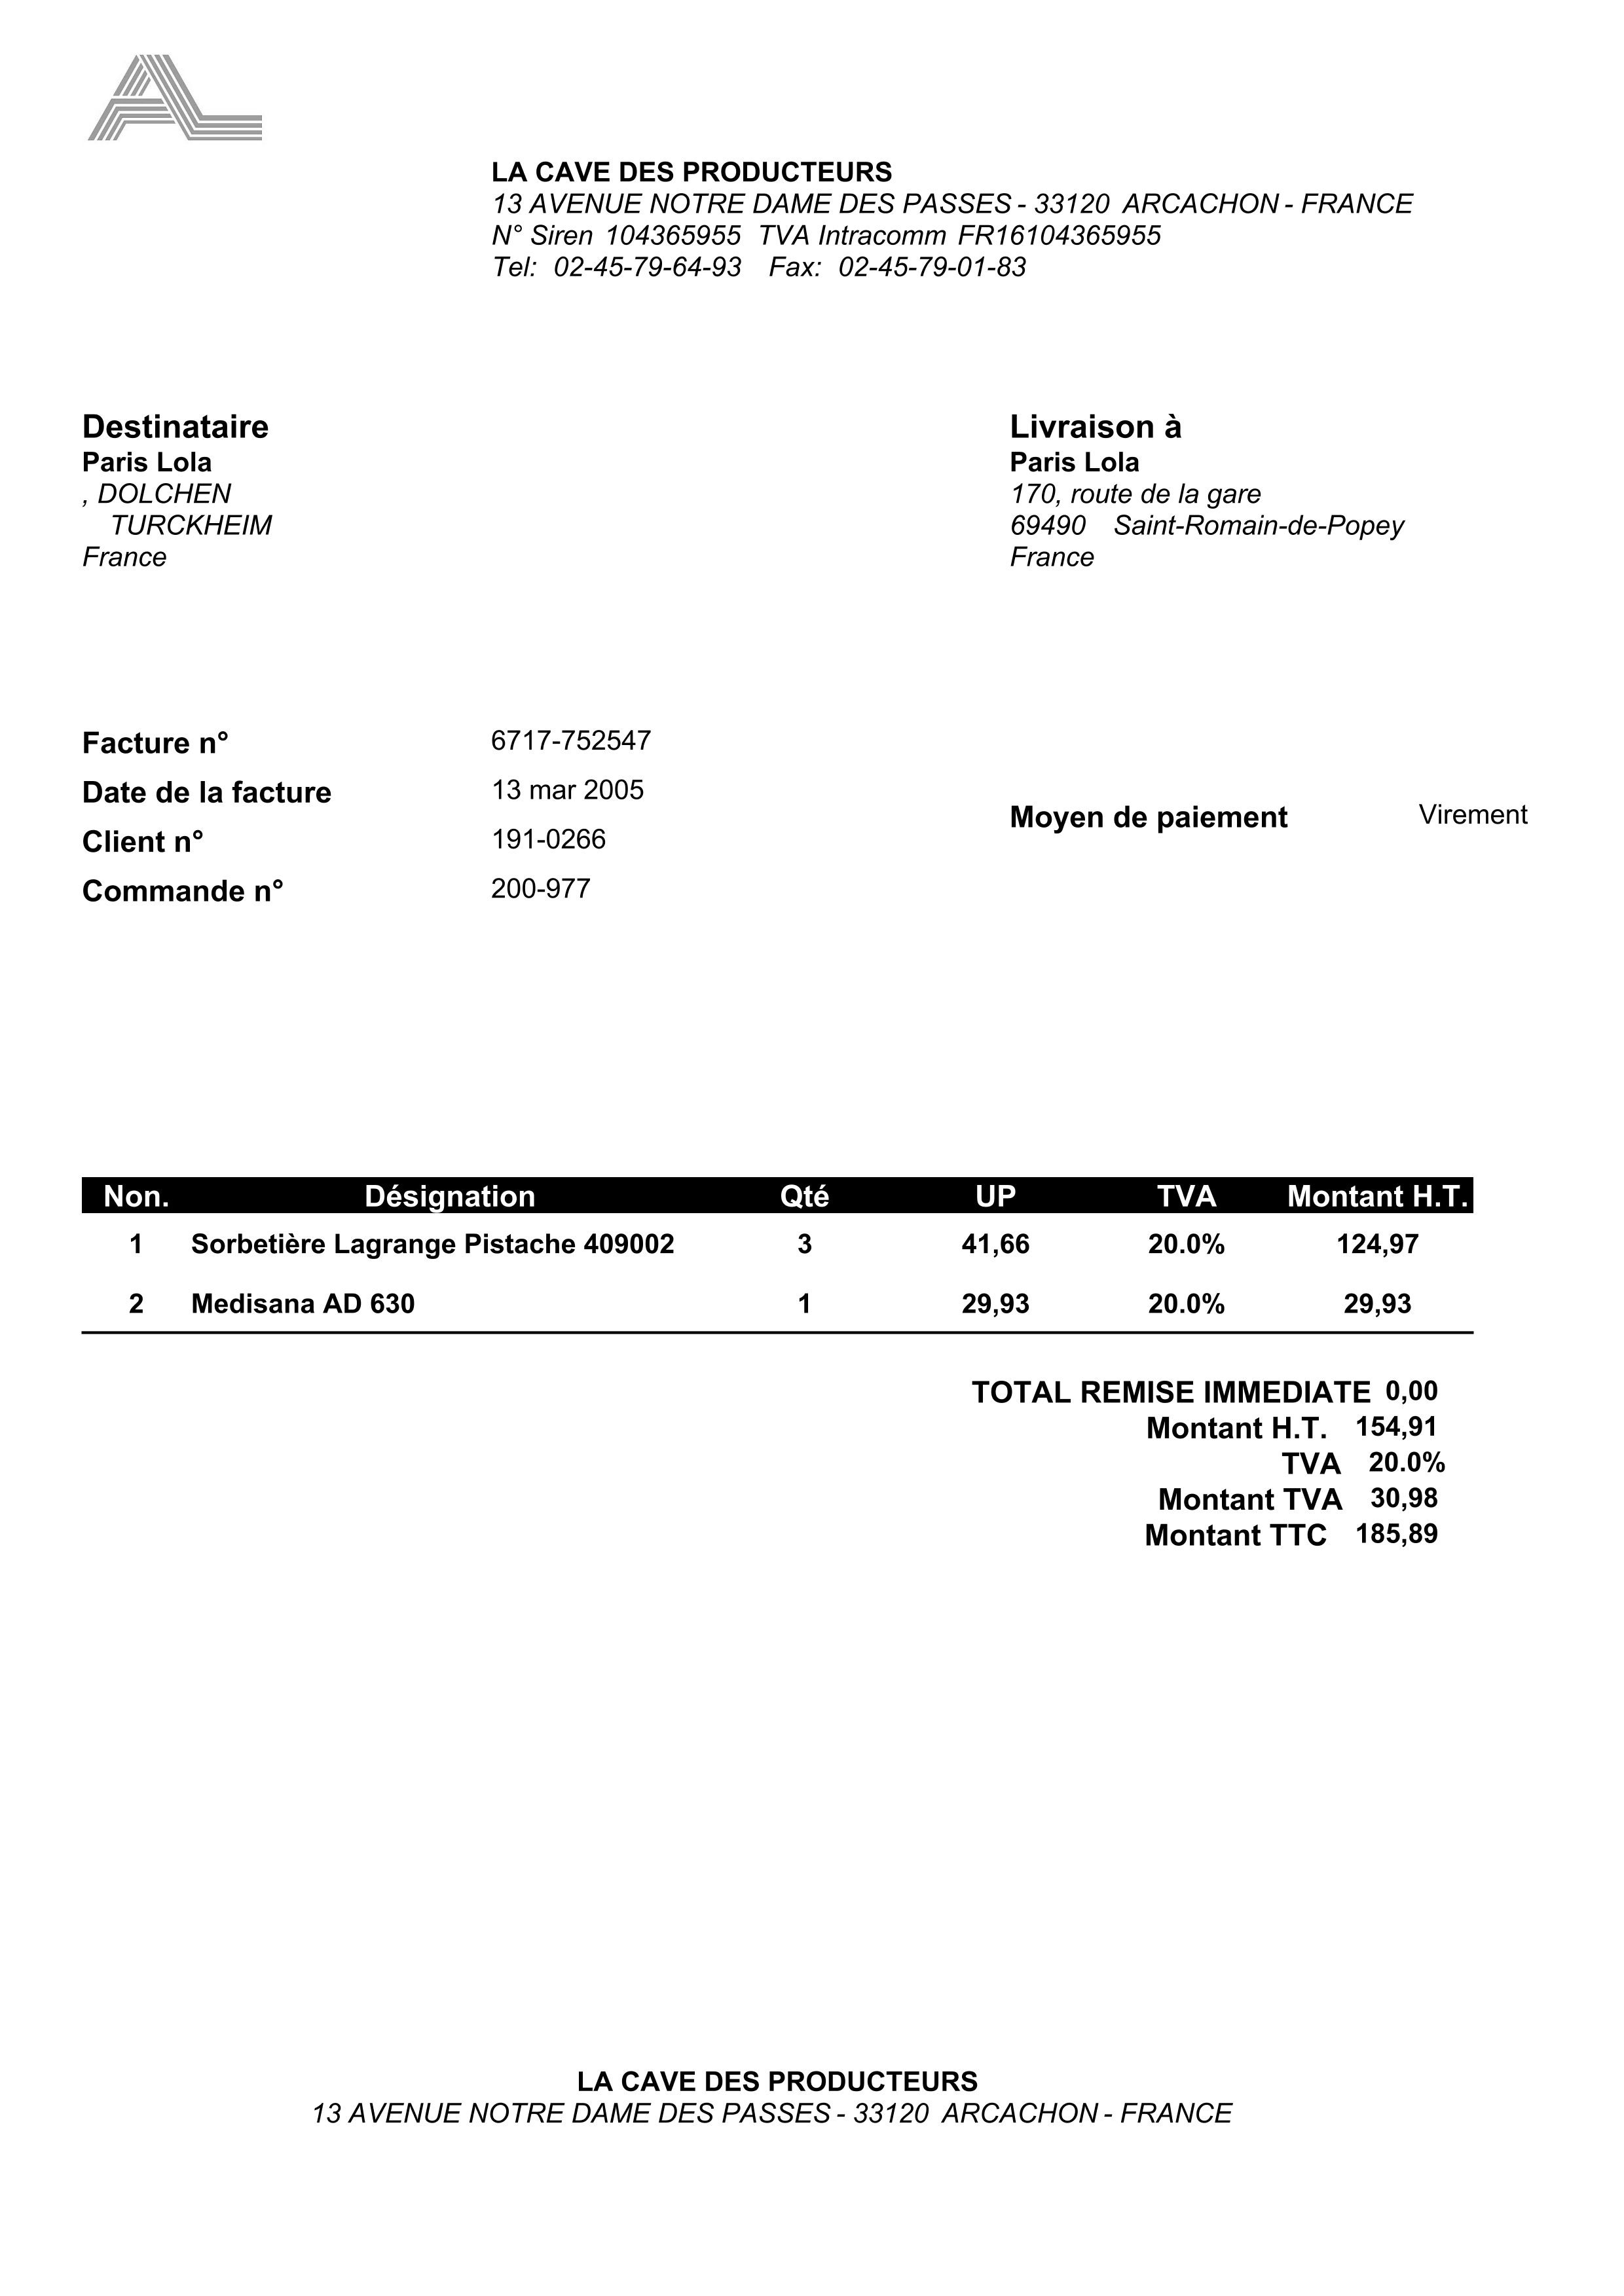 AL
LA CAVE DES PRODUCTEURS
13 AVENUE NOTRE DAME DES PASSES - 33120 ARCACHON - FRANCE
N° Siren 104365955 TVA Intracomm FR16104365955
Tel: 02-45-79-64-93 Fax: 02-45-79-01-83
Destinataire
Paris Lola
, DOLCHEN
TURCKHEIM
France
Livraison à
Paris Lola
170, route de la gare
69490 Saint-Romain-de-Popey
France
Facture n° 6717-752547
Date de la facture 13 mar 2005
Client n° 191-0266
Commande n° 200-977
Moyen de paiement Virement
Non. Désignation Qté UP TVA Montant H.T.
1 Sorbetière Lagrange Pistache 409002 3 41,66 20.0% 124,97
2 Medisana AD 630 1 29,93 20.0% 29,93
TOTAL REMISE IMMEDIATE 0,00
Montant H.T. 154,91
TVA 20.0%
Montant TVA 30,98
Montant TTC 185,89
LA CAVE DES PRODUCTEURS
13 AVENUE NOTRE DAME DES PASSES - 33120 ARCACHON - FRANCE